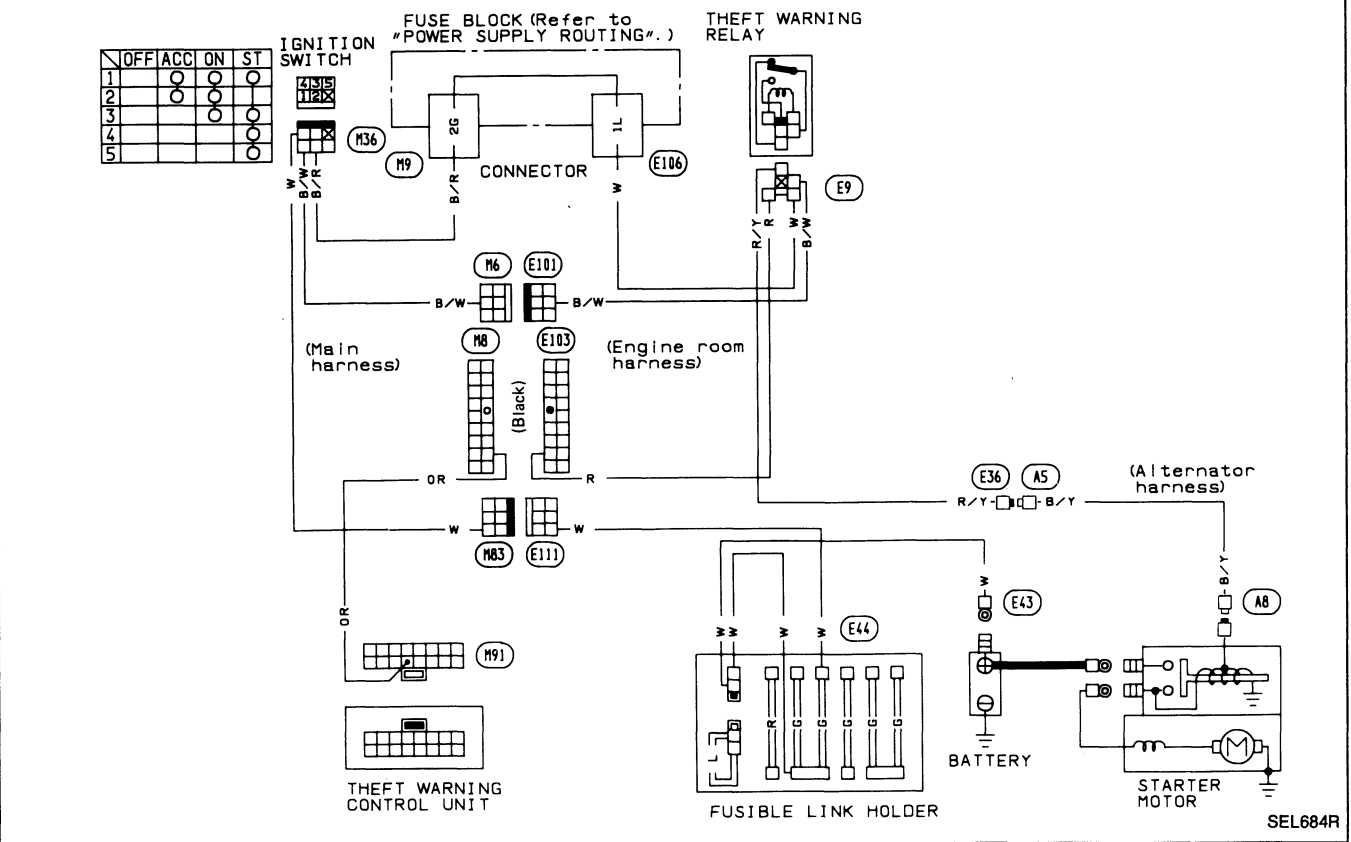 FUSE BLOCK (Refer to
"POWER SUPPLY ROUTING".)
THEFT WARNING
RELAY
IGNITION
SWITCH
OFF ACC ON ST
1
2
3
4
5
4 3 5
1 2
M36
M9
2G
CONNECTOR
1L
E106
E9
W
B/W
B/R
B/R
W
R/Y
R
W
B/W
M6 E101
B/W
B/W
M8 E103
(Main
harness)
(Engine room
harness)
(Black)
OR
R
E36 A5
(Alternator
harness)
R/Y
B/Y
W
W
M83 E111
B/Y
W
E43
A8
OR
W
W
W
W
E44
M91
R
G
G
G
G
G
L
M
THEFT WARNING
CONTROL UNIT
FUSIBLE LINK HOLDER
BATTERY
STARTER
MOTOR
SEL684R